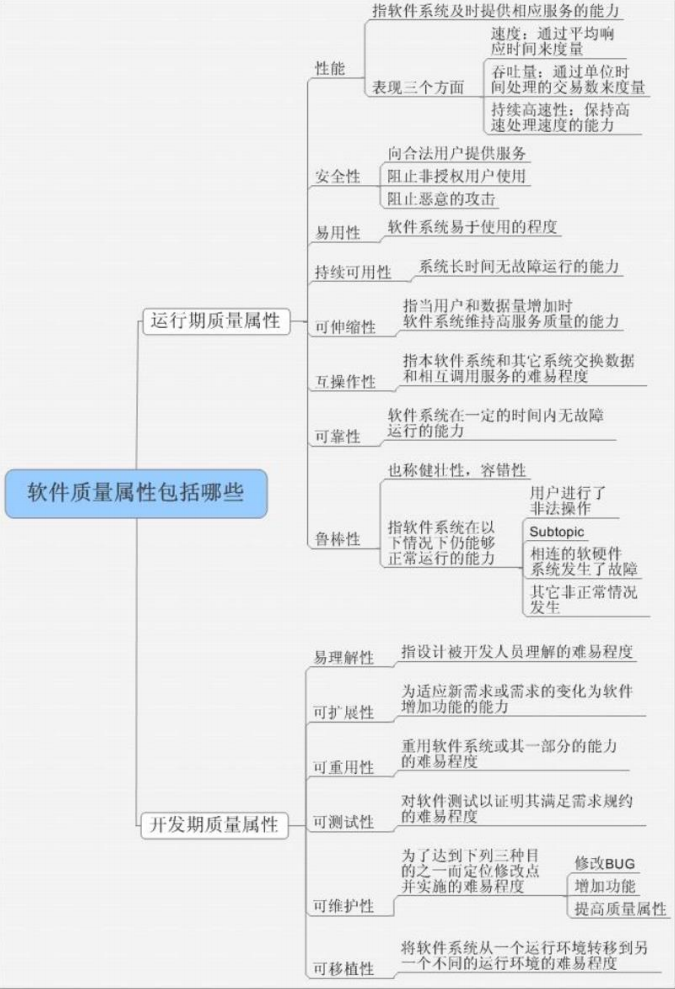 软件质量属性包括哪些
运行期质量属性
性能
指软件系统及时提供相应服务的能力
表现三个方面
速度：通过平均响
应时间来度量
吞吐量：通过单位时
间处理的交易数来度量
持续高速性：保持高
速处理速度的能力
安全性
向合法用户提供服务
阻止非授权用户使用
阻止恶意的攻击
易用性
软件系统易于使用的程度
持续可用性
系统长时间无故障运行的能力
可伸缩性
指当用户和数据量增加时
软件系统维持高服务质量的能力
互操作性
指本软件系统和其它系统交换数据
和相互调用服务的难易程度
可靠性
软件系统在一定的时间内无故障
运行的能力
鲁棒性
也称健壮性，容错性
指软件系统在以
下情况下仍能够
正常运行的能力
用户进行了
非法操作
Subtopic
相连的软硬件
系统发生了故障
其它非正常情况
发生
开发期质量属性
易理解性
指设计被开发人员理解的难易程度
可扩展性
为适应新需求或需求的变化为软件
增加功能的能力
可重用性
重用软件系统或其一部分的能力
的难易程度
可测试性
对软件测试以证明其满足需求规约
的难易程度
可维护性
为了达到下列三种目
的之一而定位修改点
并实施的难易程度
修改BUG
增加功能
提高质量属性
可移植性
将软件系统从一个运行环境转移到另
一个不同的运行环境的难易程度